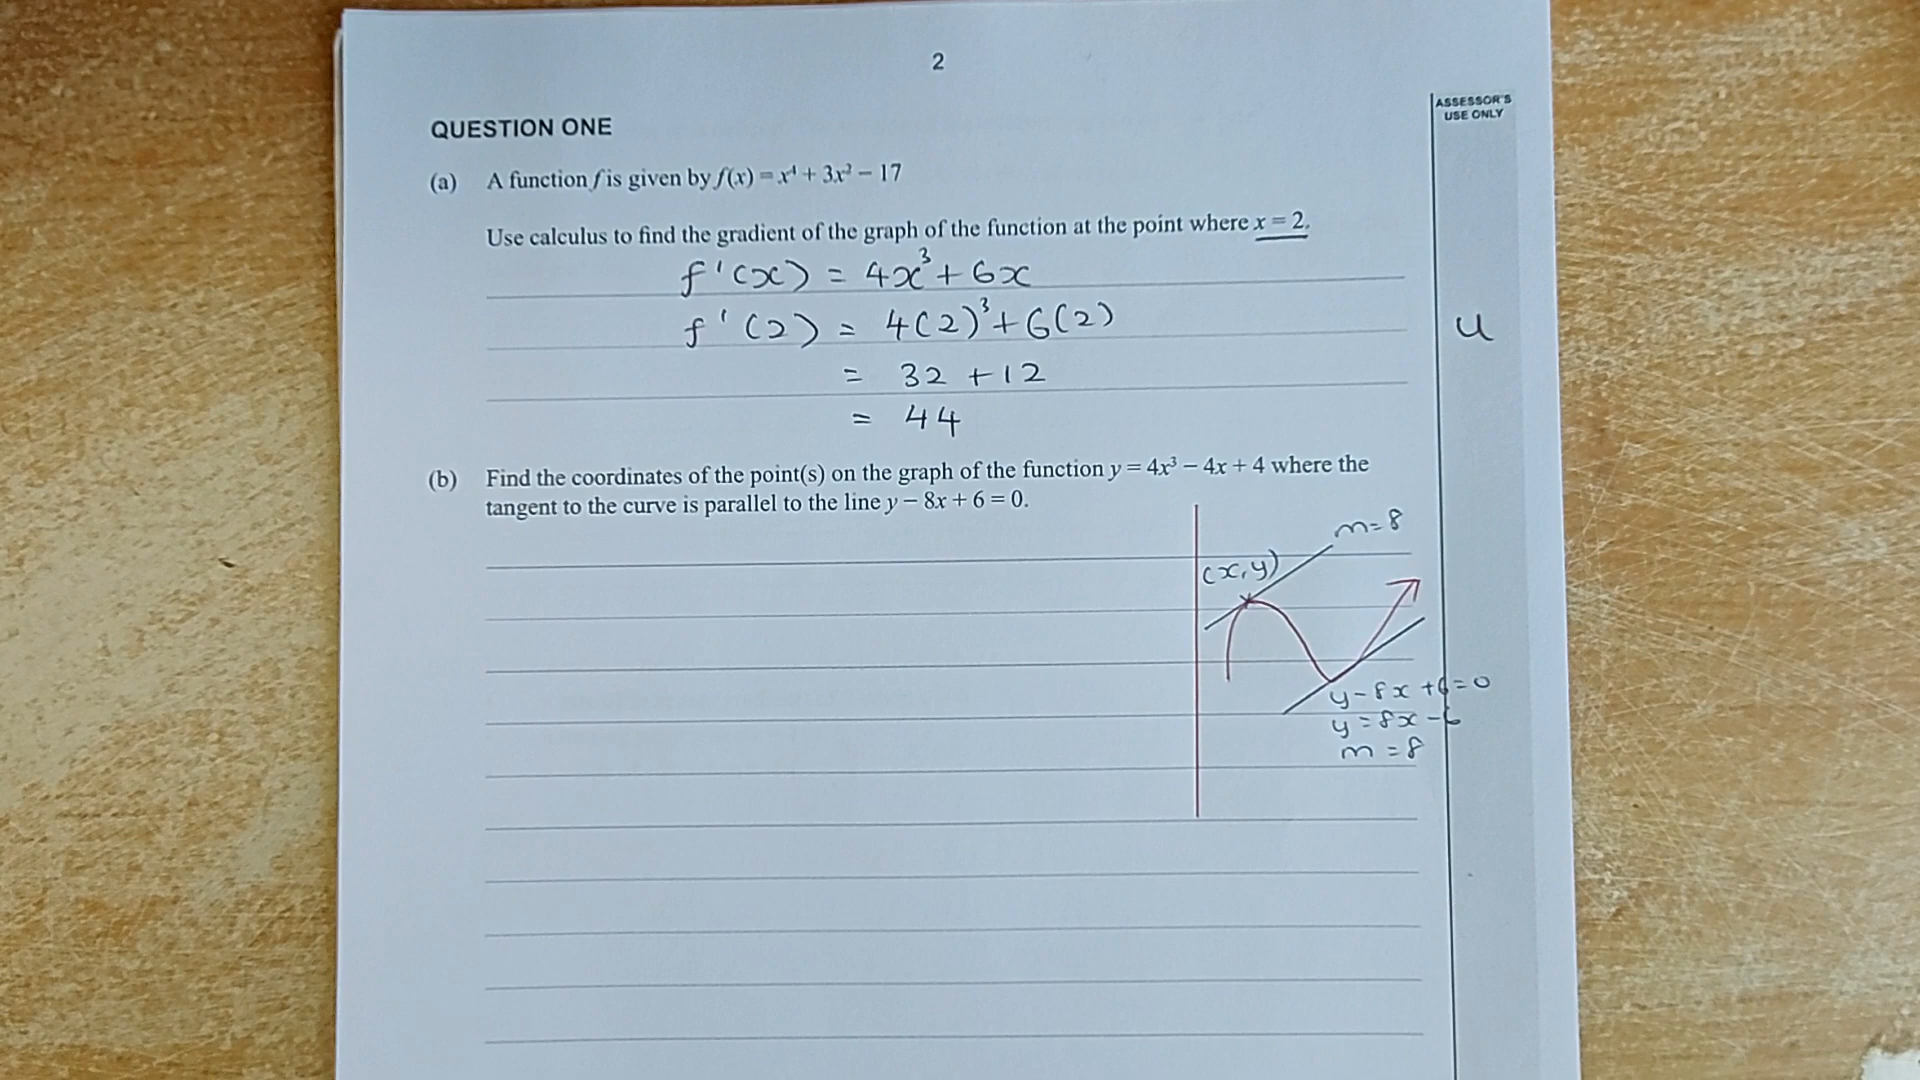 2
ASSESSOR'S
USE ONLY
QUESTION ONE
(a) A function f is given by f(x) = x⁴ + 3x² − 17
Use calculus to find the gradient of the graph of the function at the point where x = 2.
f'(x) = 4x³ + 6x
f'(2) = 4(2)³ + 6(2)
= 32 + 12
= 44
u
(b) Find the coordinates of the point(s) on the graph of the function y = 4x³ − 4x + 4 where the
tangent to the curve is parallel to the line y − 8x + 6 = 0.
m = 8
(x, y)
y − 8x + 6 = 0
y = 8x − 6
m = 8